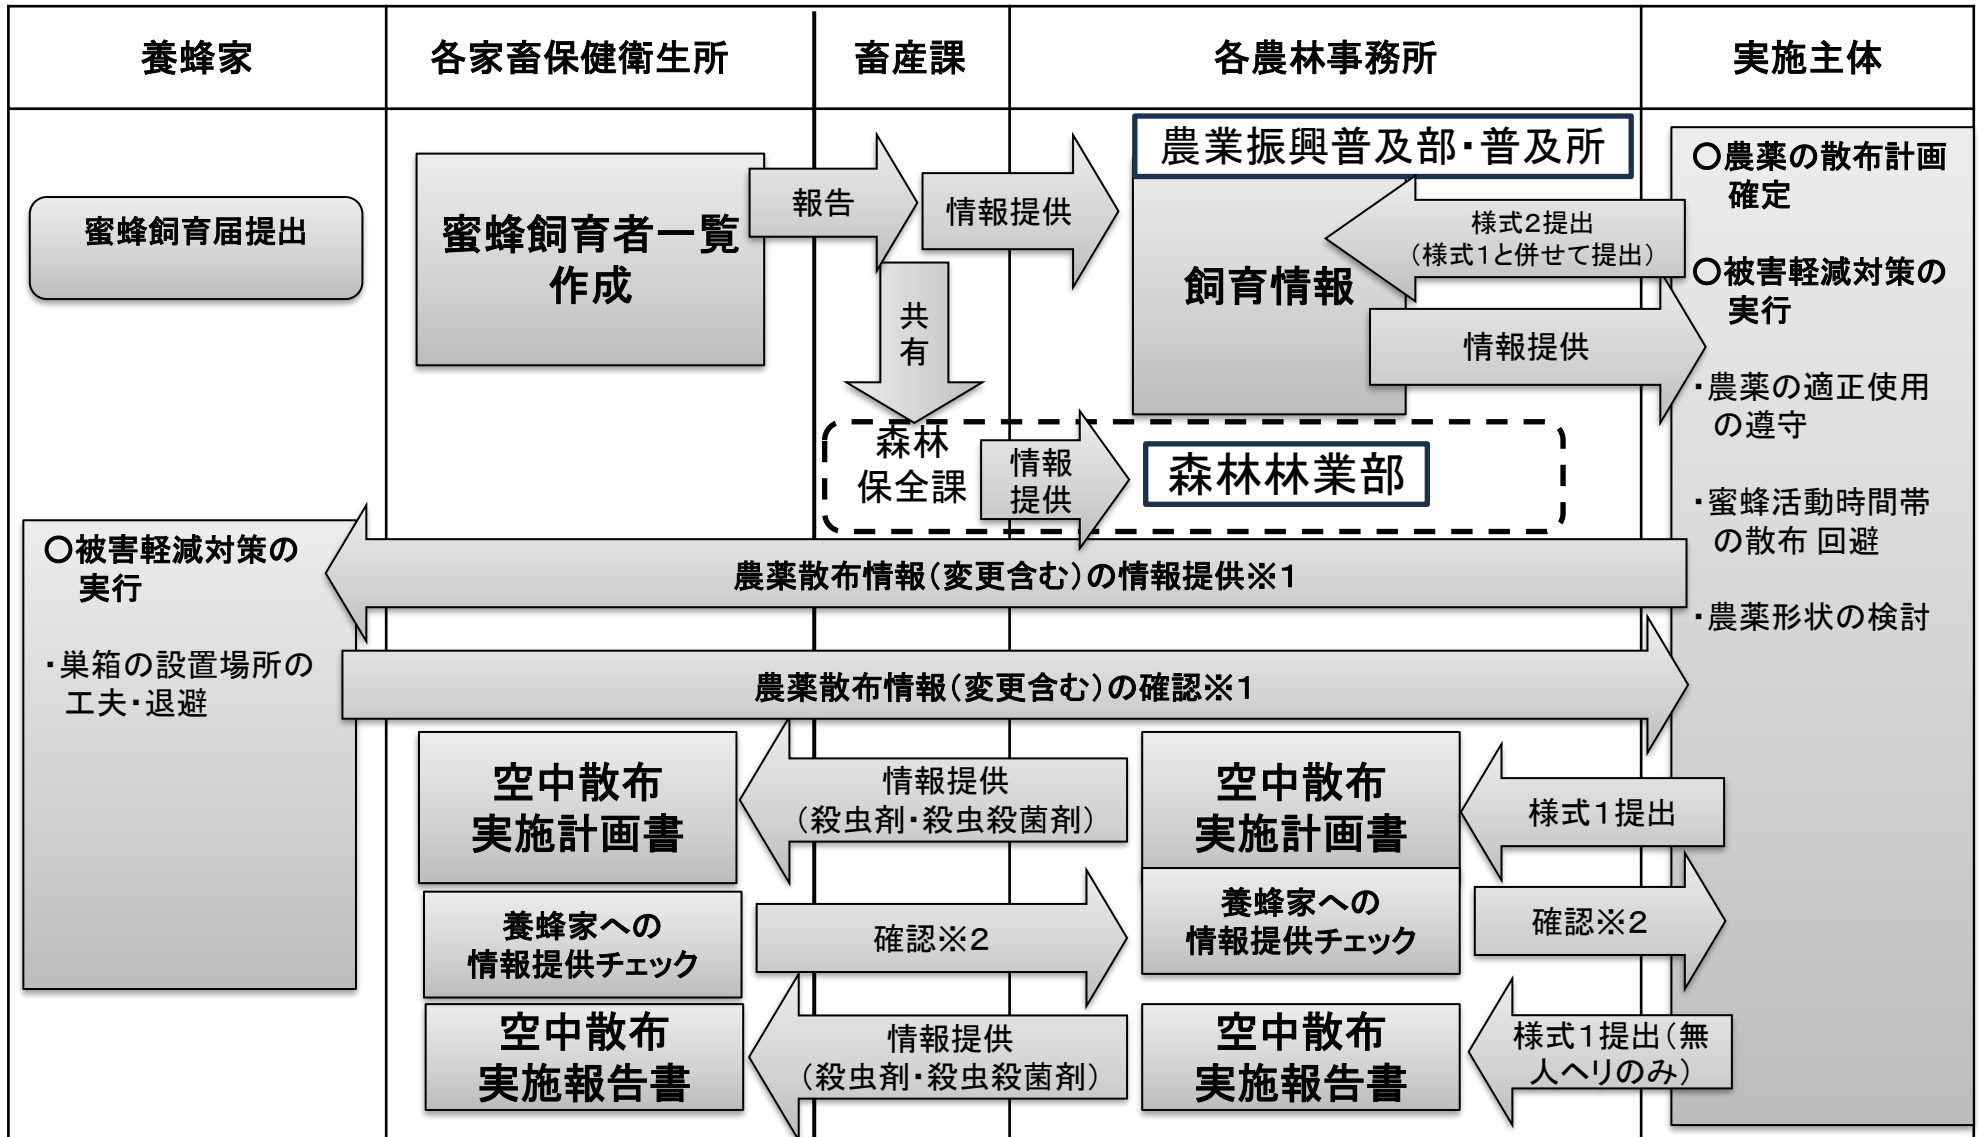 養蜂家
各家畜保健衛生所
畜産課
各農林事務所
実施主体
蜜蜂飼育届提出
蜜蜂飼育者一覧
作成
報告
情報提供
共
有
農業振興普及部・普及所
飼育情報
様式2提出
（様式1と併せて提出）
情報提供
〇農薬の散布計画
確定
〇被害軽減対策の
実行
・農薬の適正使用
の遵守
・蜜蜂活動時間帯
の散布 回避
・農薬形状の検討
森林
保全課
情報
提供
森林林業部
〇被害軽減対策の
実行
・巣箱の設置場所の
工夫・退避
農薬散布情報（変更含む）の情報提供※1
農薬散布情報（変更含む）の確認※1
空中散布
実施計画書
情報提供
（殺虫剤・殺虫殺菌剤）
空中散布
実施計画書
様式1提出
養蜂家への
情報提供チェック
確認※2
養蜂家への
情報提供チェック
確認※2
空中散布
実施報告書
情報提供
（殺虫剤・殺虫殺菌剤）
空中散布
実施報告書
様式1提出（無
人ヘリのみ）